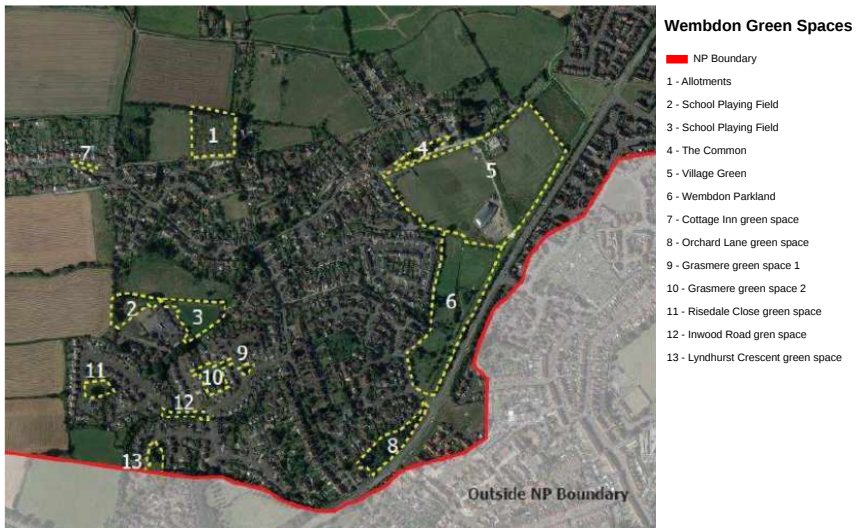 Wembdon Green Spaces
NP Boundary
1 - Allotments
2 - School Playing Field
3 - School Playing Field
4 - The Common
5 - Village Green
6 - Wembdon Parkland
7 - Cottage Inn green space
8 - Orchard Lane green space
9 - Grasmere green space 1
10 - Grasmere green space 2
11 - Risedale Close green space
12 - Inwood Road gren space
13 - Lyndhurst Crescent green space
1
7
4
5
6
2
3
9
11
10
12
8
13
Outside NP Boundary